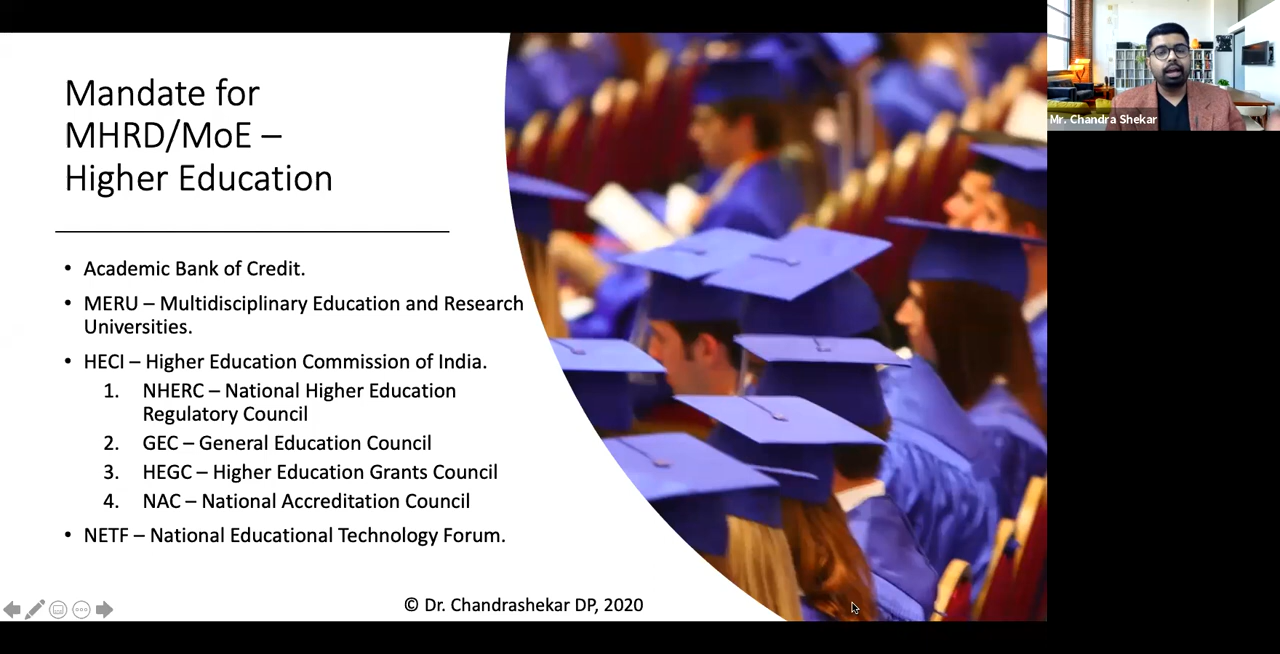 Mandate for
MHRD/MoE –
Higher Education
• Academic Bank of Credit.
• MERU – Multidisciplinary Education and Research
Universities.
• HECI – Higher Education Commission of India.
1. NHERC – National Higher Education
Regulatory Council
2. GEC – General Education Council
3. HEGC – Higher Education Grants Council
4. NAC – National Accreditation Council
• NETF – National Educational Technology Forum.
© Dr. Chandrashekar DP, 2020
Mr. Chandra Shekar